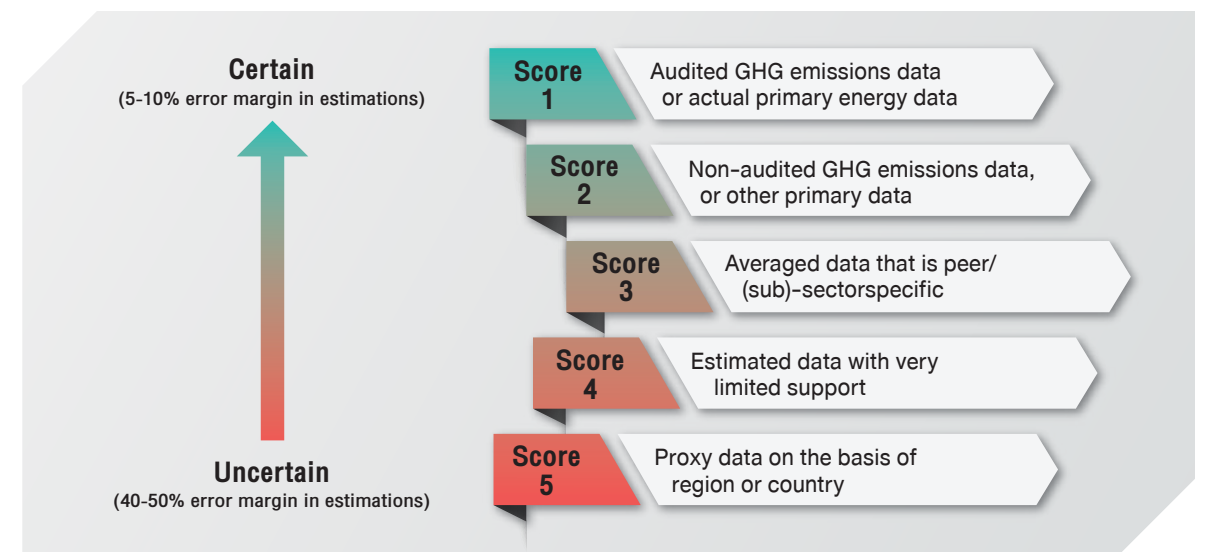 Certain
(5-10% error margin in estimations)
Uncertain
(40-50% error margin in estimations)
Score
1
Audited GHG emissions data
or actual primary energy data
Score
2
Non-audited GHG emissions data,
or other primary data
Score
3
Averaged data that is peer/
(sub)-sectorspecific
Score
4
Estimated data with very
limited support
Score
5
Proxy data on the basis of
region or country